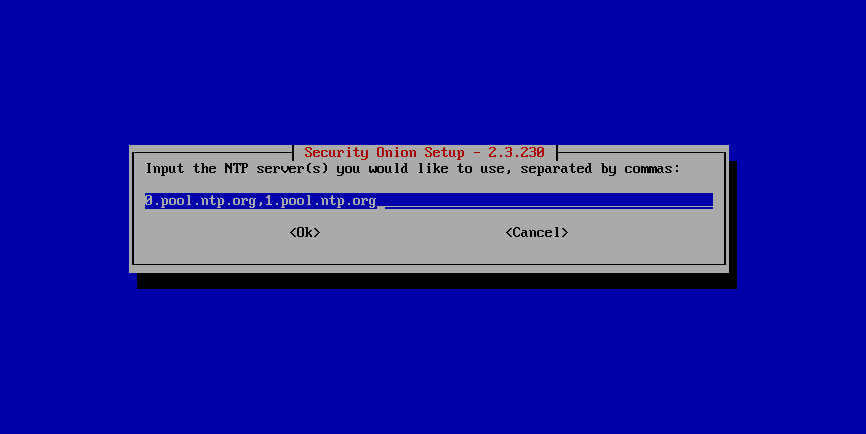 Security Onion Setup - 2.3.230
Input the NTP server(s) you would like to use, separated by commas:
0.pool.ntp.org,1.pool.ntp.org
<Ok> <Cancel>